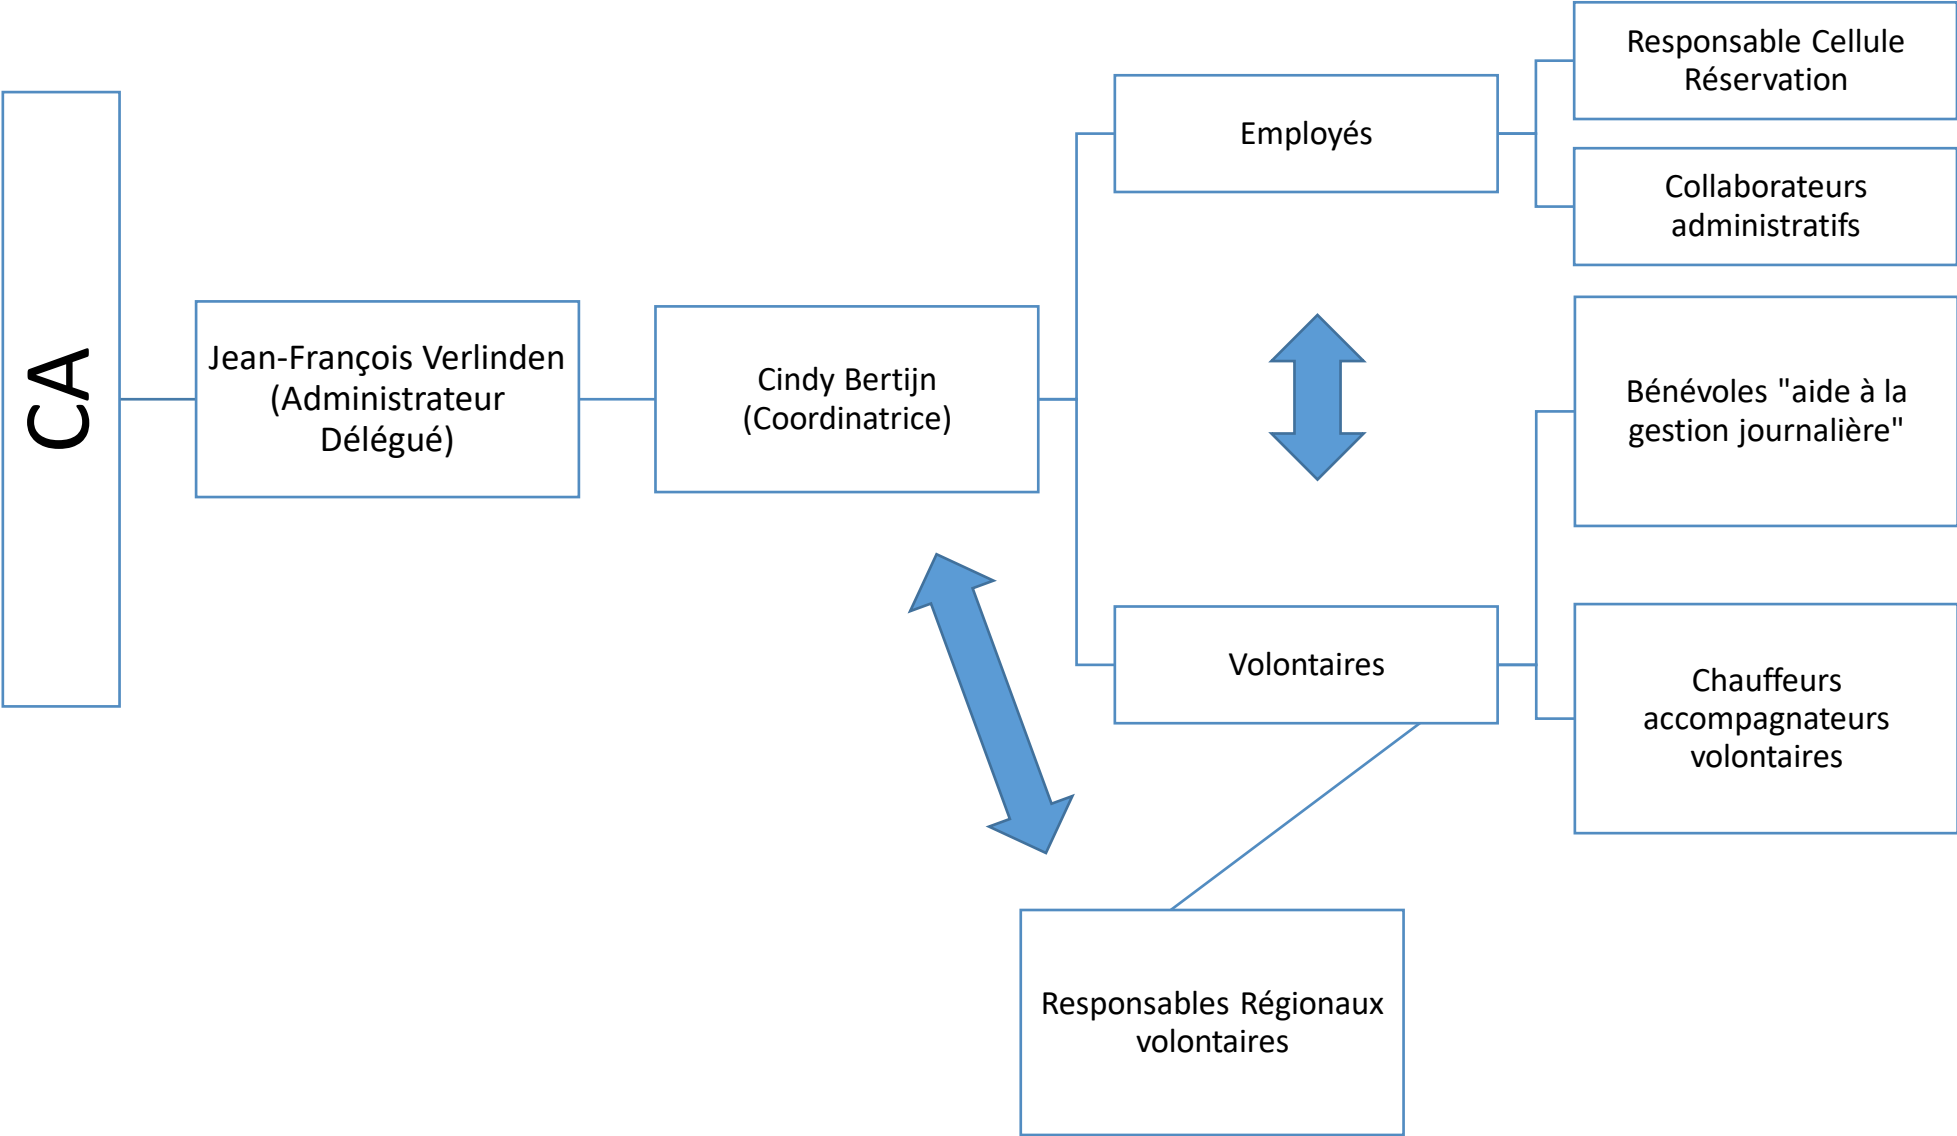 CA
Jean-François Verlinden
(Administrateur
Délégué)
Cindy Bertijn
(Coordinatrice)
Employés
Responsable Cellule
Réservation
Collaborateurs
administratifs
Volontaires
Bénévoles "aide à la
gestion journalière"
Chauffeurs
accompagnateurs
volontaires
Responsables Régionaux
volontaires